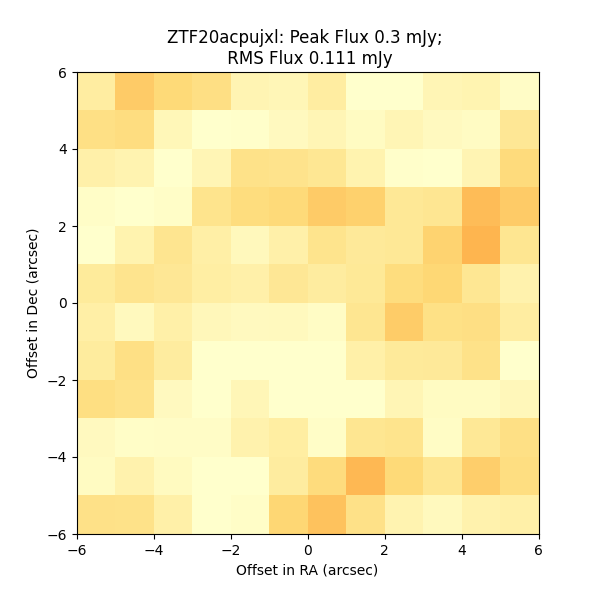 ZTF20acpujxl: Peak Flux 0.3 mJy;
RMS Flux 0.111 mJy
6
4
2
0
−2
−4
−6
Offset in Dec (arcsec)
−6 −4 −2 0 2 4 6
Offset in RA (arcsec)